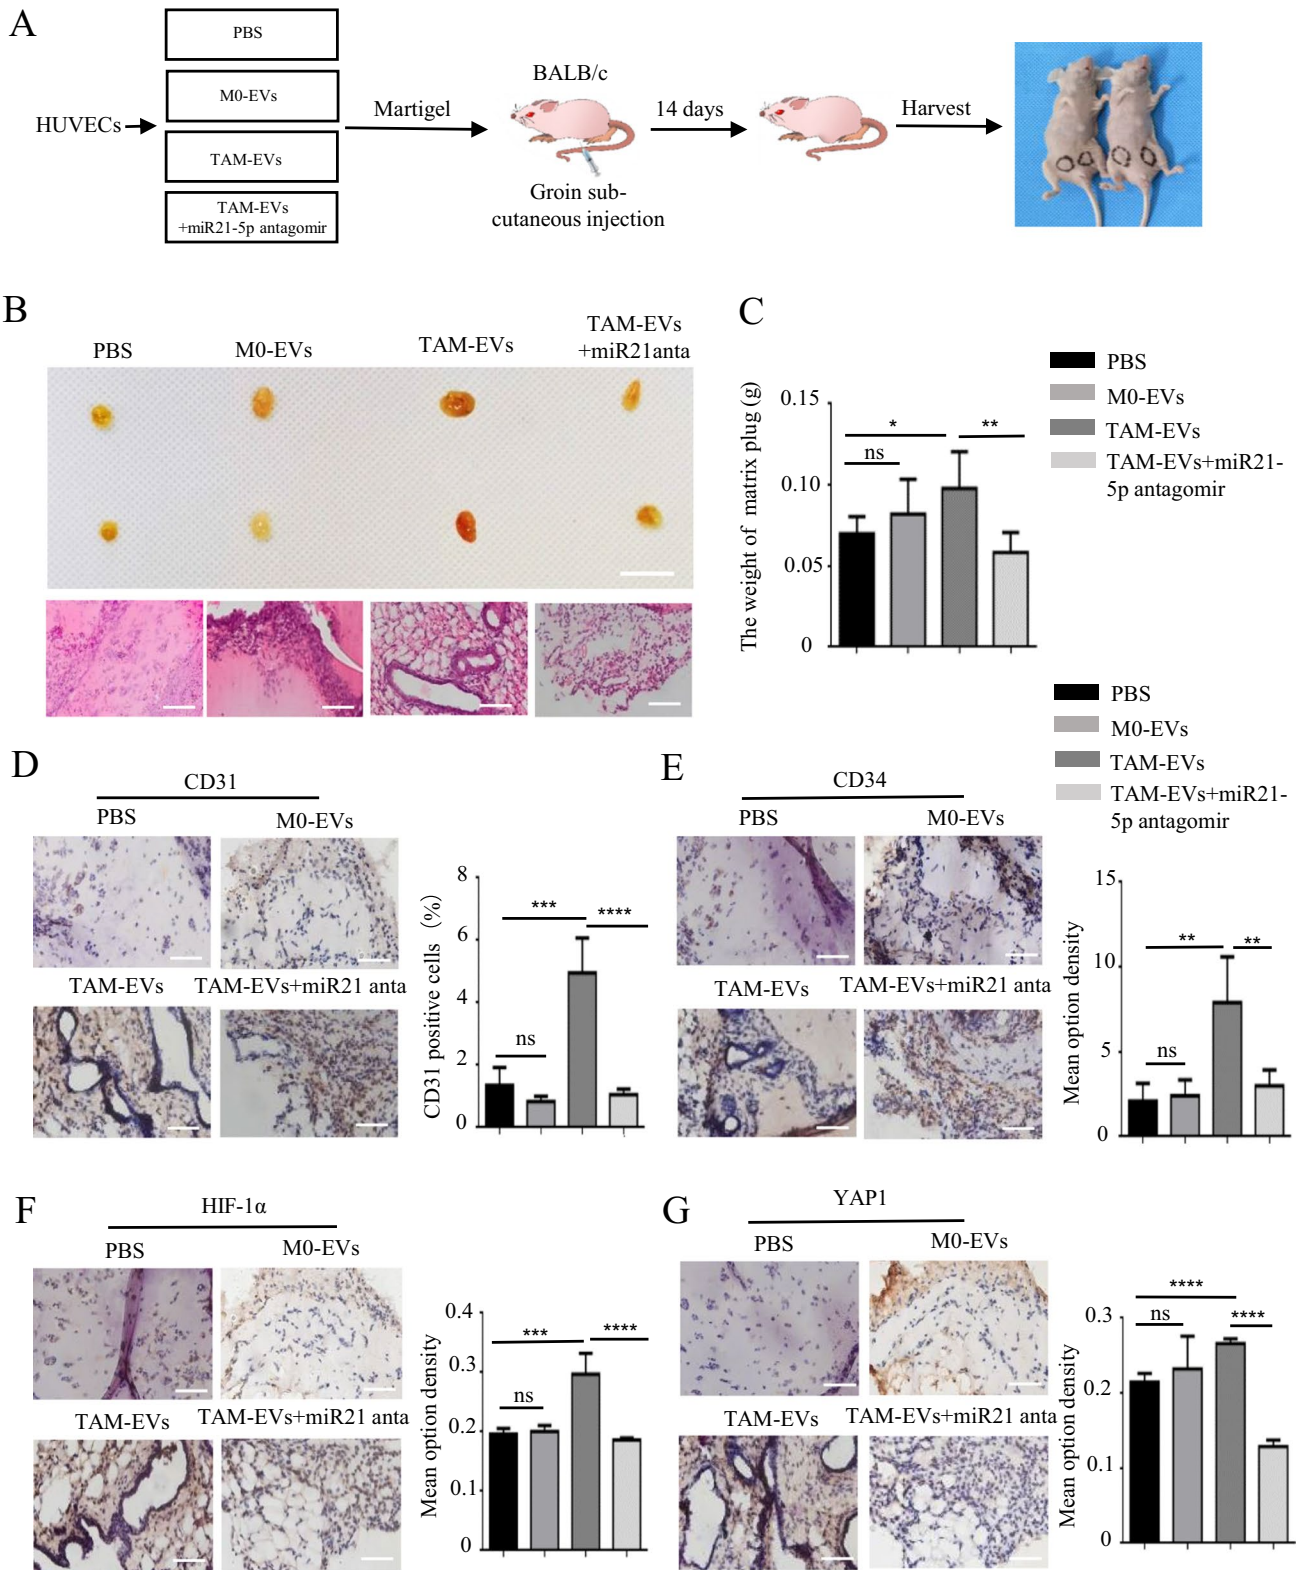 A
HUVECs
PBS
M0-EVs
TAM-EVs
TAM-EVs
+miR21-5p antagomir
Martigel
BALB/c
Groin sub-
cutaneous injection
14 days
Harvest
B
PBS
M0-EVs
TAM-EVs
TAM-EVs
+miR21anta
C
The weight of matrix plug (g)
0.15
0.10
0.05
0
*
**
ns
PBS
M0-EVs
TAM-EVs
TAM-EVs+miR21-
5p antagomir
PBS
M0-EVs
TAM-EVs
TAM-EVs+miR21-
5p antagomir
D
CD31
PBS
M0-EVs
TAM-EVs
TAM-EVs+miR21 anta
CD31 positive cells (%)
8
6
4
2
0
***
****
ns
E
CD34
PBS
M0-EVs
TAM-EVs
TAM-EVs+miR21 anta
Mean option density
15
10
5
0
**
**
ns
F
HIF-1α
PBS
M0-EVs
TAM-EVs
TAM-EVs+miR21 anta
Mean option density
0.4
0.3
0.2
0.1
0
***
****
ns
G
YAP1
PBS
M0-EVs
TAM-EVs
TAM-EVs+miR21 anta
Mean option density
0.3
0.2
0.1
0
****
ns
****